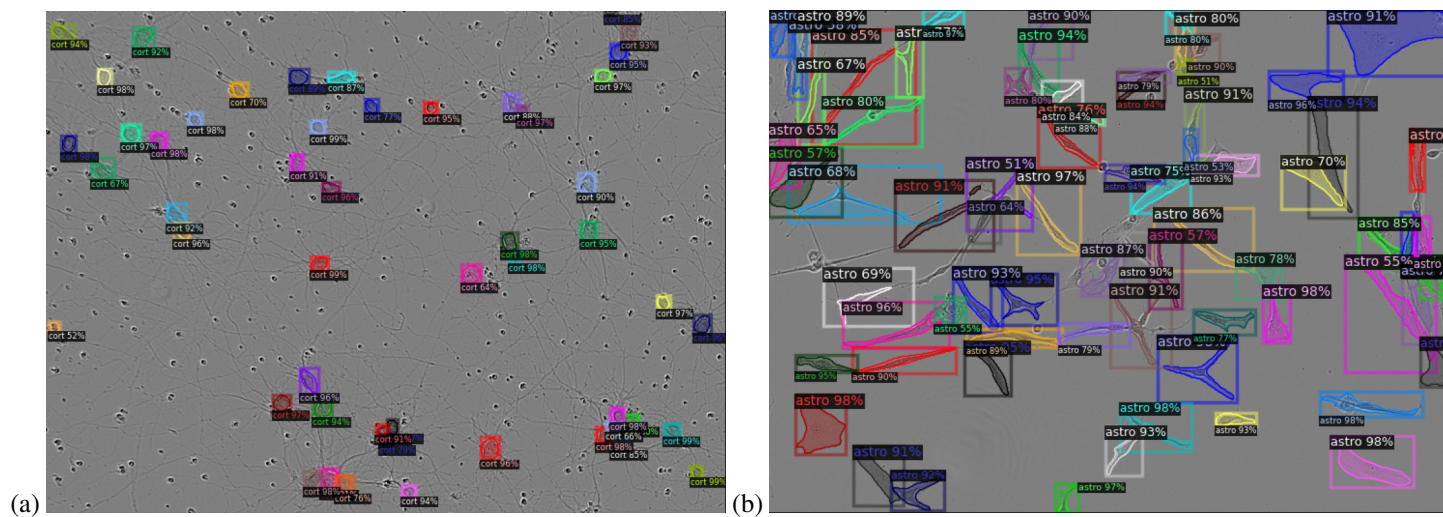 (a)
cort 94%
cort 92%
cort 85%
cort 93%
cort 95%
cort 97%
cort 98%
cort 70%
cort 87%
cort 77%
cort 95%
cort 88%
cort 97%
cort 98%
cort 99%
cort 98%
cort 97%
cort 98%
cort 67%
cort 91%
cort 96%
cort 90%
cort 92%
cort 96%
cort 95%
cort 98%
cort 98%
cort 99%
cort 64%
cort 97%
cort 52%
cort 96%
cort 97%
cort 94%
cort 91%
cort 98%
cort 66%
cort 98%
cort 85%
cort 99%
cort 96%
cort 98%
cort 76%
cort 94%
cort 99%
(b)
astro 89%
astro 90%
astro 80%
astro 91%
astro 85%
astro 97%
astro 94%
astro 80%
astro 67%
astro 90%
astro 79%
astro 51%
astro 96%
astro 94%
astro 80%
astro 80%
astro 94%
astro 91%
astro 76%
astro 84%
astro 88%
astro 65%
astro 57%
astro 68%
astro 51%
astro 97%
astro 75%
astro 53%
astro 93%
astro 94%
astro 70%
astro 91%
astro 64%
astro 86%
astro 85%
astro 57%
astro 87%
astro 78%
astro 55%
astro 69%
astro 93%
astro 95%
astro 90%
astro 91%
astro 98%
astro 96%
astro 55%
astro 77%
astro 89%
astro 79%
astro 95%
astro 90%
astro 98%
astro 98%
astro 93%
astro 93%
astro 98%
astro 98%
astro 91%
astro 92%
astro 97%